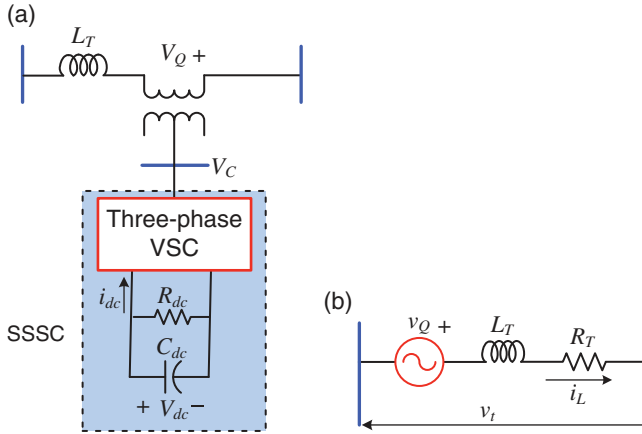 (a)
L_T
V_Q +
V_C
Three-phase
VSC
i_dc
R_dc
SSSC
C_dc
+ V_dc −
(b)
v_Q +
L_T
R_T
i_L
v_t